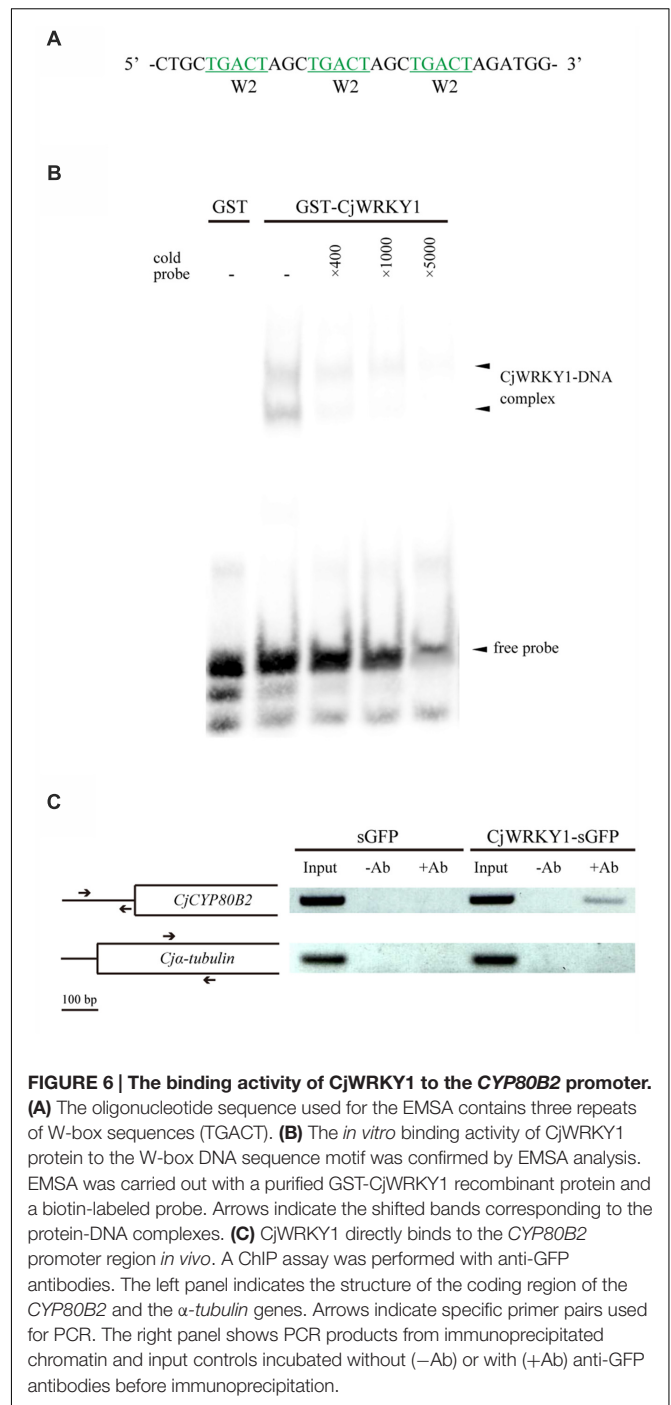 A
5' -CTGCTGACTAGCTGACTAGCTGACTAGATGG- 3'
W2 W2 W2
B
GST GST-CjWRKY1
cold probe - - ×400 ×1000 ×5000
CjWRKY1-DNA
complex
free probe
C
sGFP CjWRKY1-sGFP
Input -Ab +Ab Input -Ab +Ab
CjCYP80B2
Cjα-tubulin
100 bp
FIGURE 6 | The binding activity of CjWRKY1 to the CYP80B2 promoter.
(A) The oligonucleotide sequence used for the EMSA contains three repeats
of W-box sequences (TGACT). (B) The in vitro binding activity of CjWRKY1
protein to the W-box DNA sequence motif was confirmed by EMSA analysis.
EMSA was carried out with a purified GST-CjWRKY1 recombinant protein and
a biotin-labeled probe. Arrows indicate the shifted bands corresponding to the
protein-DNA complexes. (C) CjWRKY1 directly binds to the CYP80B2
promoter region in vivo. A ChIP assay was performed with anti-GFP
antibodies. The left panel indicates the structure of the coding region of the
CYP80B2 and the α-tubulin genes. Arrows indicate specific primer pairs used
for PCR. The right panel shows PCR products from immunoprecipitated
chromatin and input controls incubated without (−Ab) or with (+Ab) anti-GFP
antibodies before immunoprecipitation.